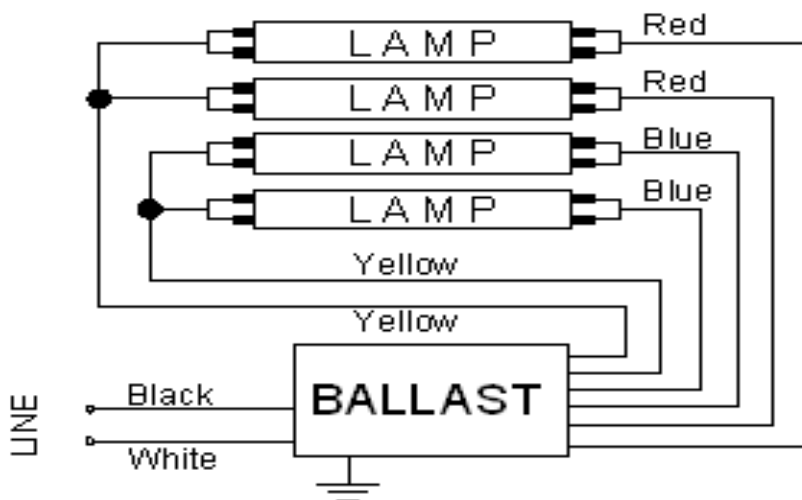 LAMP Red
LAMP Red
LAMP Blue
LAMP Blue
Yellow
Yellow
BALLAST
LINE
Black
White